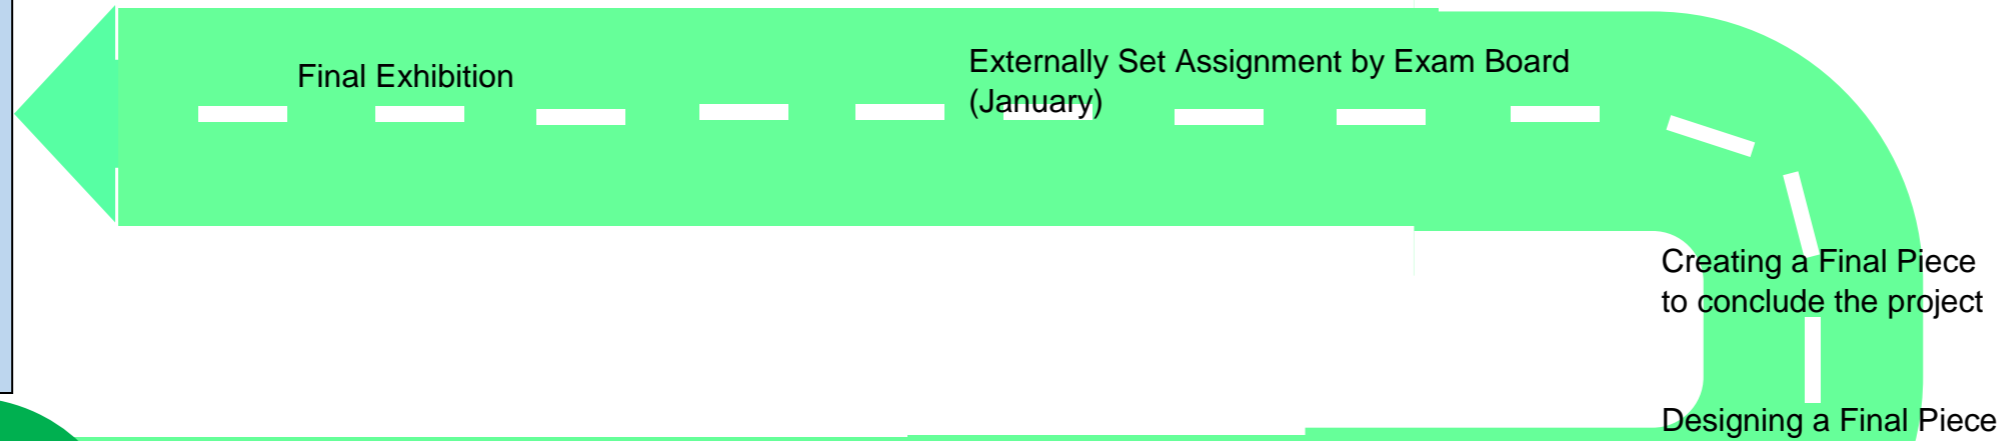 Final Exhibition
Externally Set Assignment by Exam Board
(January)
Creating a Final Piece
to conclude the project
Designing a Final Piece